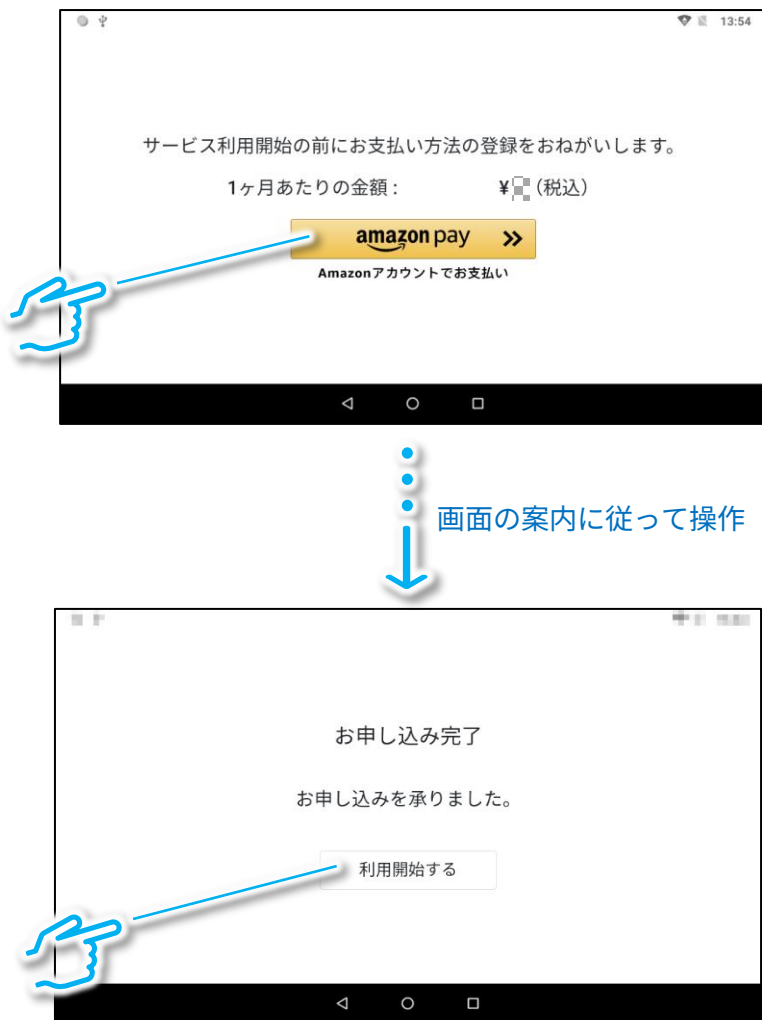 13:54
サービス利用開始の前にお支払い方法の登録をおねがいします。
1ヶ月あたりの金額： ¥ （税込）
amazon pay
Amazonアカウントでお支払い
画面の案内に従って操作
お申し込み完了
お申し込みを承りました。
利用開始する